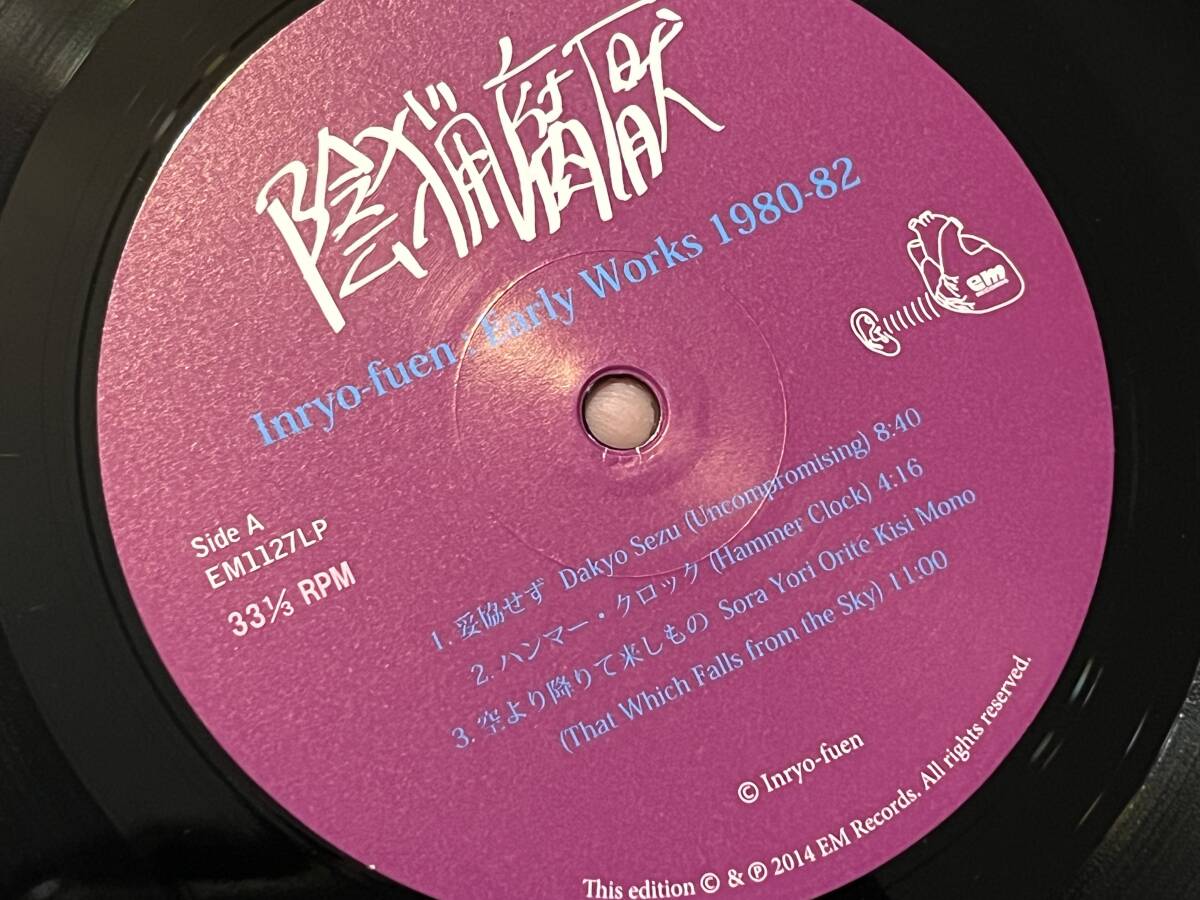 陰猟腐厭
Inryo-fuen : Early Works 1980-82
em
Side A
EM1127LP
33⅓ RPM
1. 妥協せず Dakyo Sezu (Uncompromising) 8:40
2. ハンマー・クロック (Hammer Clock) 4:16
3. 空より降りて来しもの Sora Yori Orite Kisi Mono
(That Which Falls from the Sky) 11:00
© Inryo-fuen
This edition © & ℗ 2014 EM Records. All rights reserved.